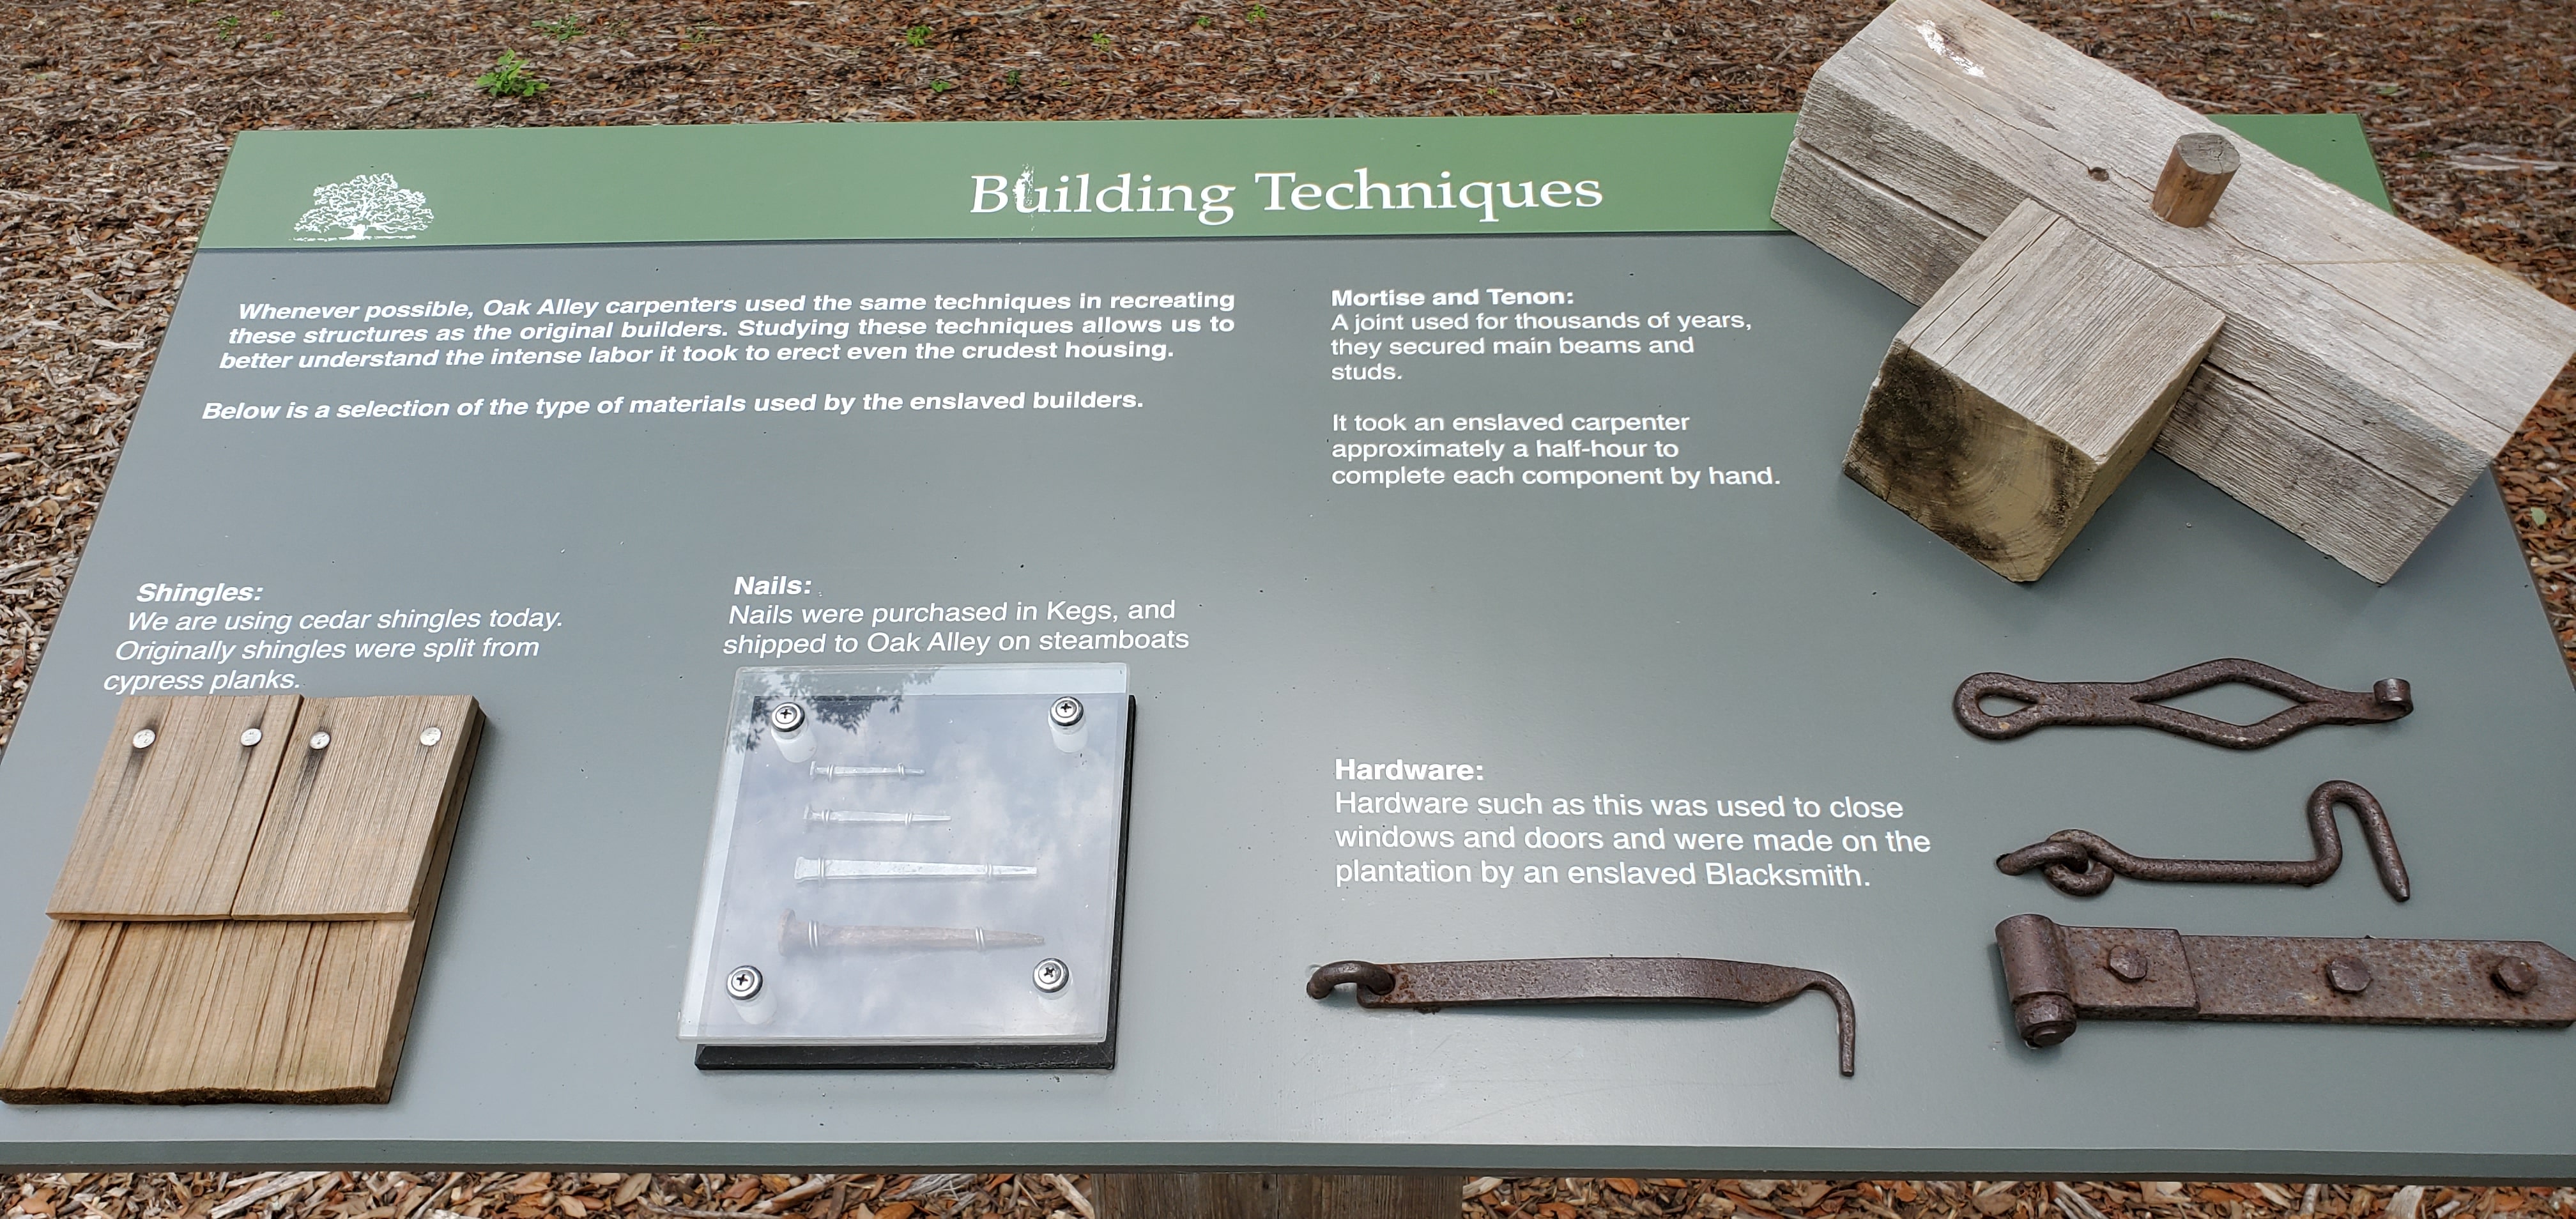 Building Techniques
Whenever possible, Oak Alley carpenters used the same techniques in recreating
these structures as the original builders. Studying these techniques allows us to
better understand the intense labor it took to erect even the crudest housing.
Below is a selection of the type of materials used by the enslaved builders.
Mortise and Tenon:
A joint used for thousands of years,
they secured main beams and
studs.
It took an enslaved carpenter
approximately a half-hour to
complete each component by hand.
Shingles:
We are using cedar shingles today.
Originally shingles were split from
cypress planks.
Nails:
Nails were purchased in Kegs, and
shipped to Oak Alley on steamboats
Hardware:
Hardware such as this was used to close
windows and doors and were made on the
plantation by an enslaved Blacksmith.